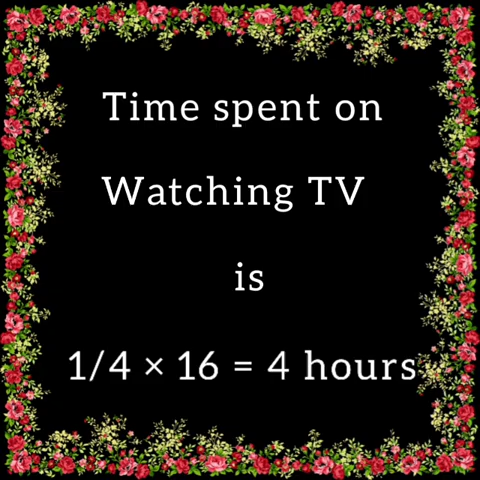 Time spent on
Watching TV
is
1/4 × 16 = 4 hours